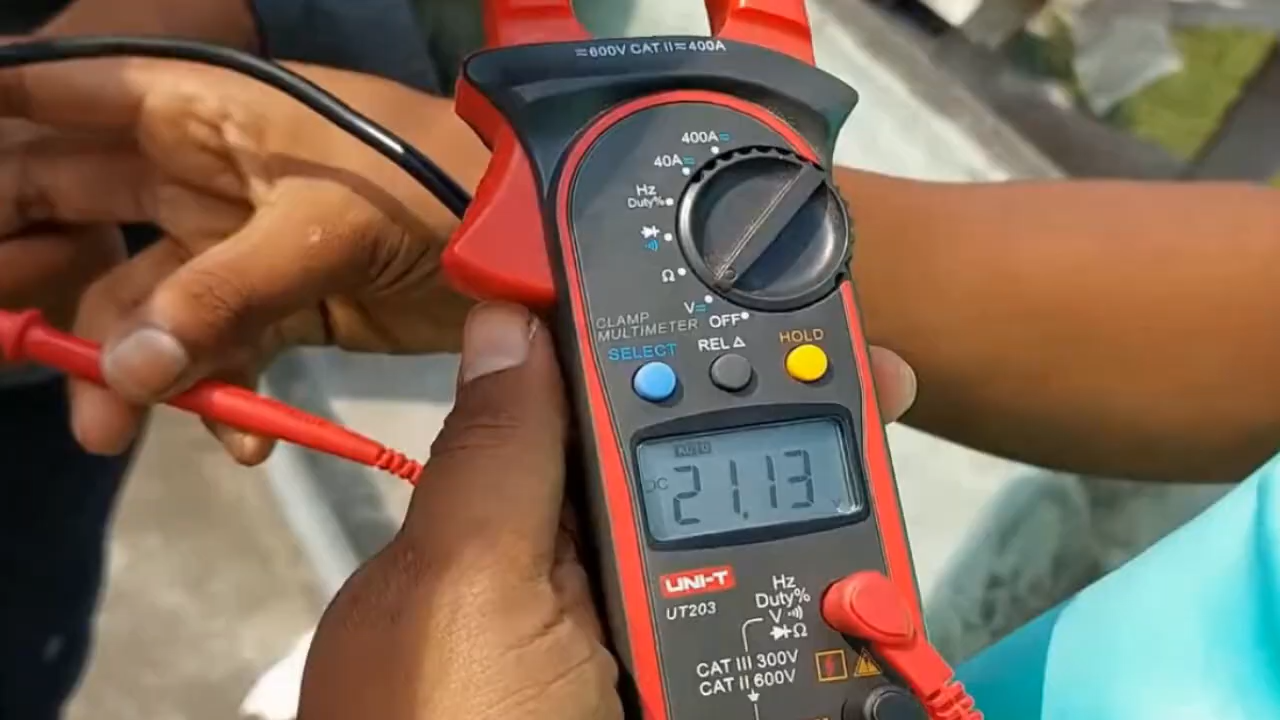 ≂600V CAT II≂400A
400A≂
40A≂
Hz
Duty%
Ω
V≂
OFF
CLAMP
MULTIMETER
SELECT
REL Δ
HOLD
AUTO
DC
21.13
V
UNI-T
UT203
Hz
Duty%
V
Ω
CAT III 300V
CAT II 600V